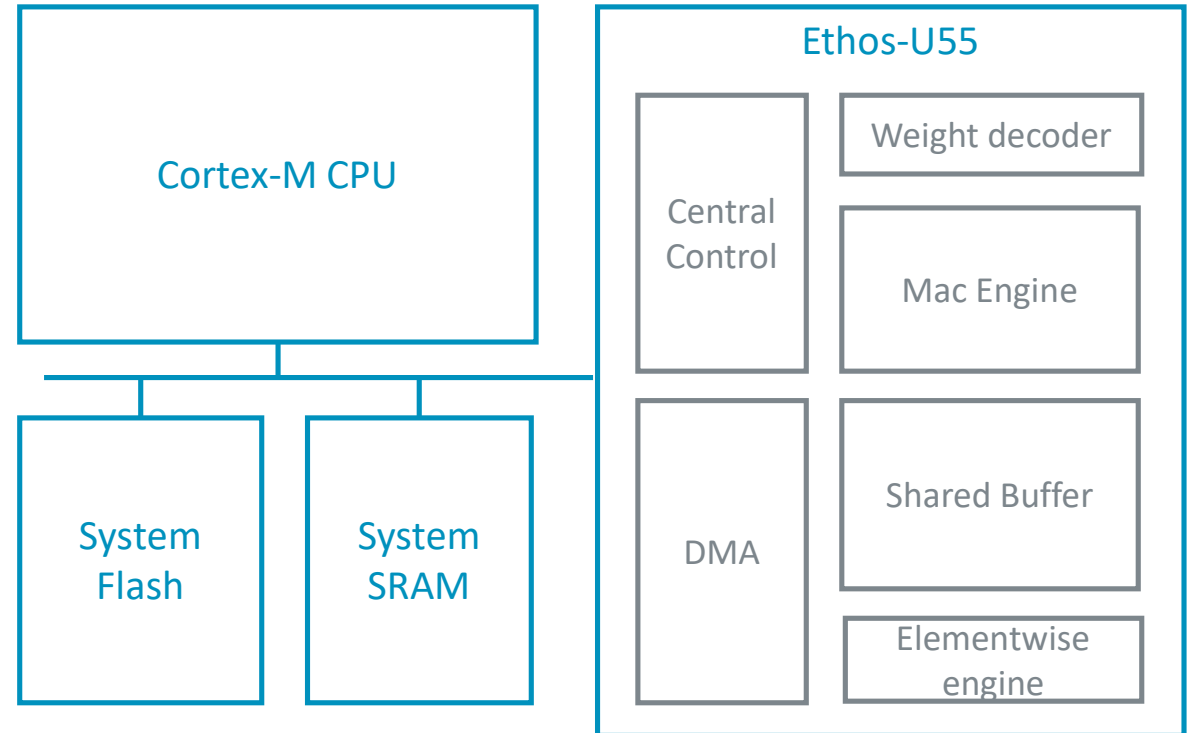 Cortex-M CPU
System
Flash
System
SRAM
Ethos-U55
Central
Control
DMA
Weight decoder
Mac Engine
Shared Buffer
Elementwise
engine